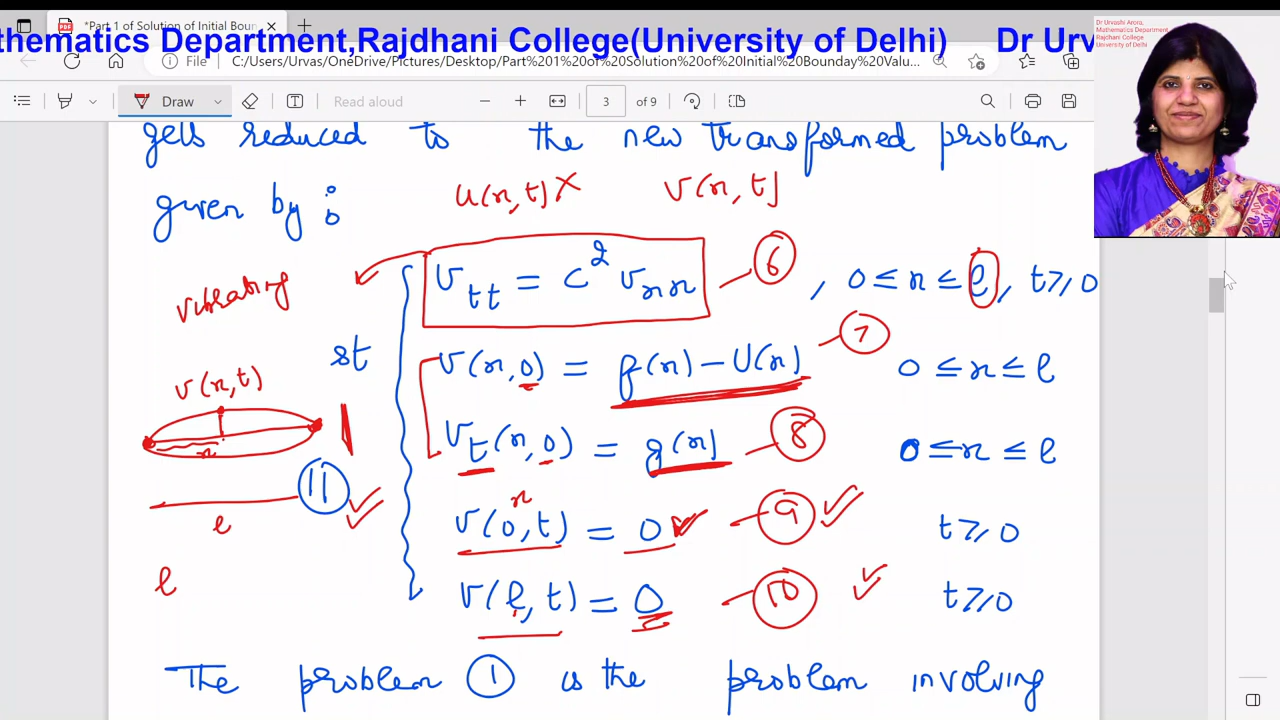 *Part 1 of Solution of Initial Boun
thematics Department,Rajdhani College(University of Delhi) Dr Urv
File C:/Users/Urvas/OneDrive/Pictures/Desktop/Part%201%20of%20Solution%20of%20Initial%20Bounday%20Valu...
Draw Read aloud 3 of 9
Dr Urvashi Arora,
Mathematics Department
Rajdhani College
University of Delhi
gets reduced to the new transformed problem
given by : u(x,t) X v(x,t)
vibrating
v_tt = c² v_xx — 6 , 0 ≤ x ≤ l, t ≥ 0
st v(x,0) = f(x) - U(x) — 7 0 ≤ x ≤ l
v(x,t)
v_t(x,0) = g(x) — 8 0 ≤ x ≤ l
x
11 ✓
x
v(0,t) = 0 ✓ — 9 ✓ t ≥ 0
l
l v(l,t) = 0 — 10 ✓ t ≥ 0
The problem 1 is the problem involving